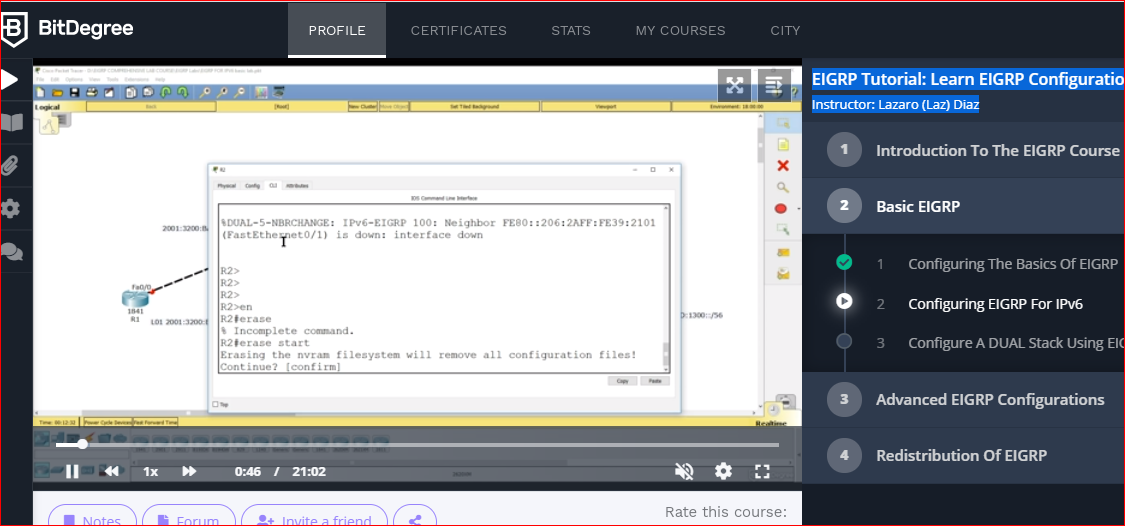 BitDegree
PROFILE
CERTIFICATES
STATS
MY COURSES
CITY
Logical
Back
[Root]
New Cluster
Move Object
Set Tiled Background
Viewport
Environment: 18:00:00
2001:3200:B
Fa0/0
1841
R1
L01 2001:3200:B
D:1300::/56
R2
Physical Config CLI Attributes
IOS Command Line Interface
%DUAL-5-NBRCHANGE: IPv6-EIGRP 100: Neighbor FE80::206:2AFF:FE39:2101
(FastEthernet0/1) is down: interface down
R2>
R2>
R2>
R2>en
R2#erase
% Incomplete command.
R2#erase start
Erasing the nvram filesystem will remove all configuration files!
Continue? [confirm]
Copy Paste
Top
Time: 00:12:32 Power Cycle Devices Fast Forward Time
Realtime
1x
0:46 / 21:02
Notes
Forum
Invite a friend
Rate this course:
EIGRP Tutorial: Learn EIGRP Configuratio
Instructor: Lazaro (Laz) Diaz
1 Introduction To The EIGRP Course
2 Basic EIGRP
1 Configuring The Basics Of EIGRP
2 Configuring EIGRP For IPv6
3 Configure A DUAL Stack Using EIG
3 Advanced EIGRP Configurations
4 Redistribution Of EIGRP